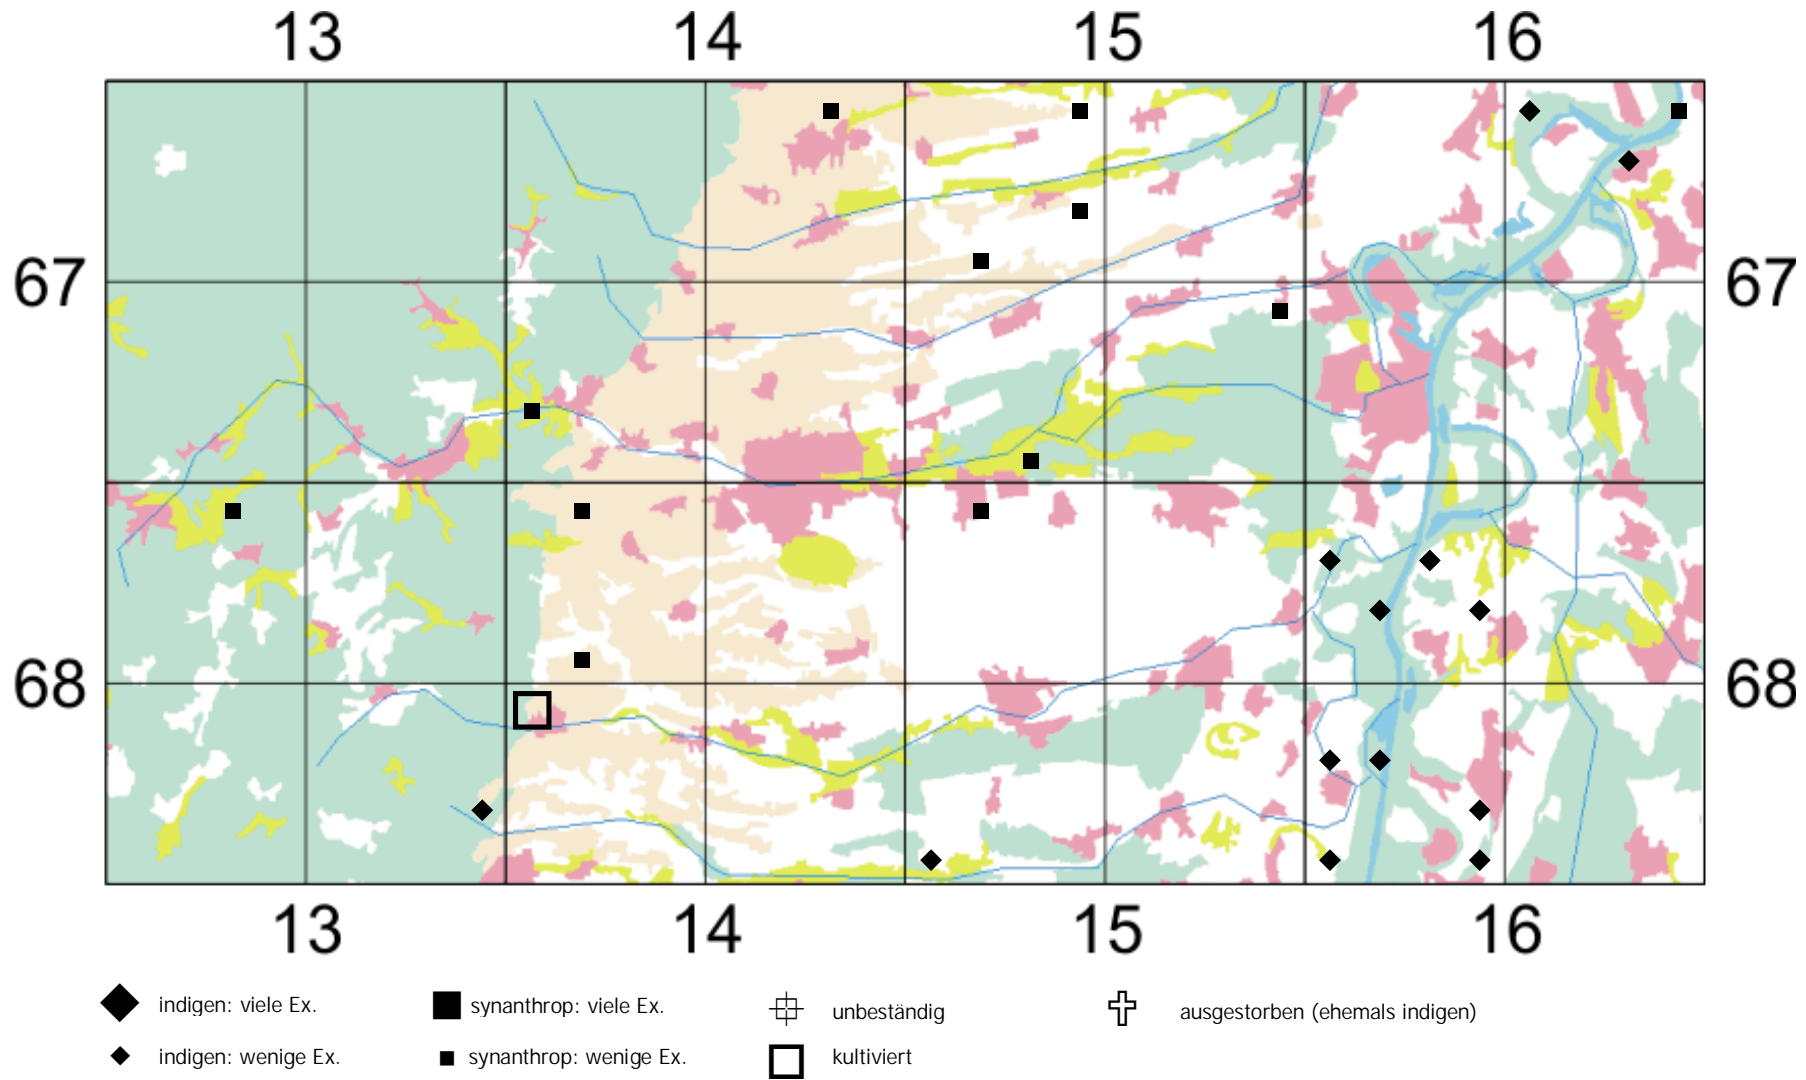 13 14 15 16
67 67
68 68
13 14 15 16
indigen: viele Ex. synanthrop: viele Ex. unbeständig ausgestorben (ehemals indigen)
indigen: wenige Ex. synanthrop: wenige Ex. kultiviert